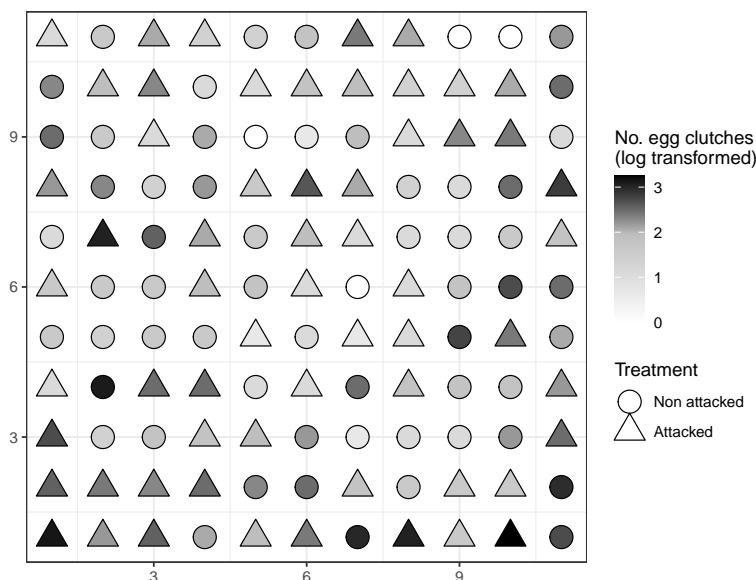 9
6
3
3
6
9
No. egg clutches
(log transformed)
3
2
1
0
Treatment
Non attacked
Attacked